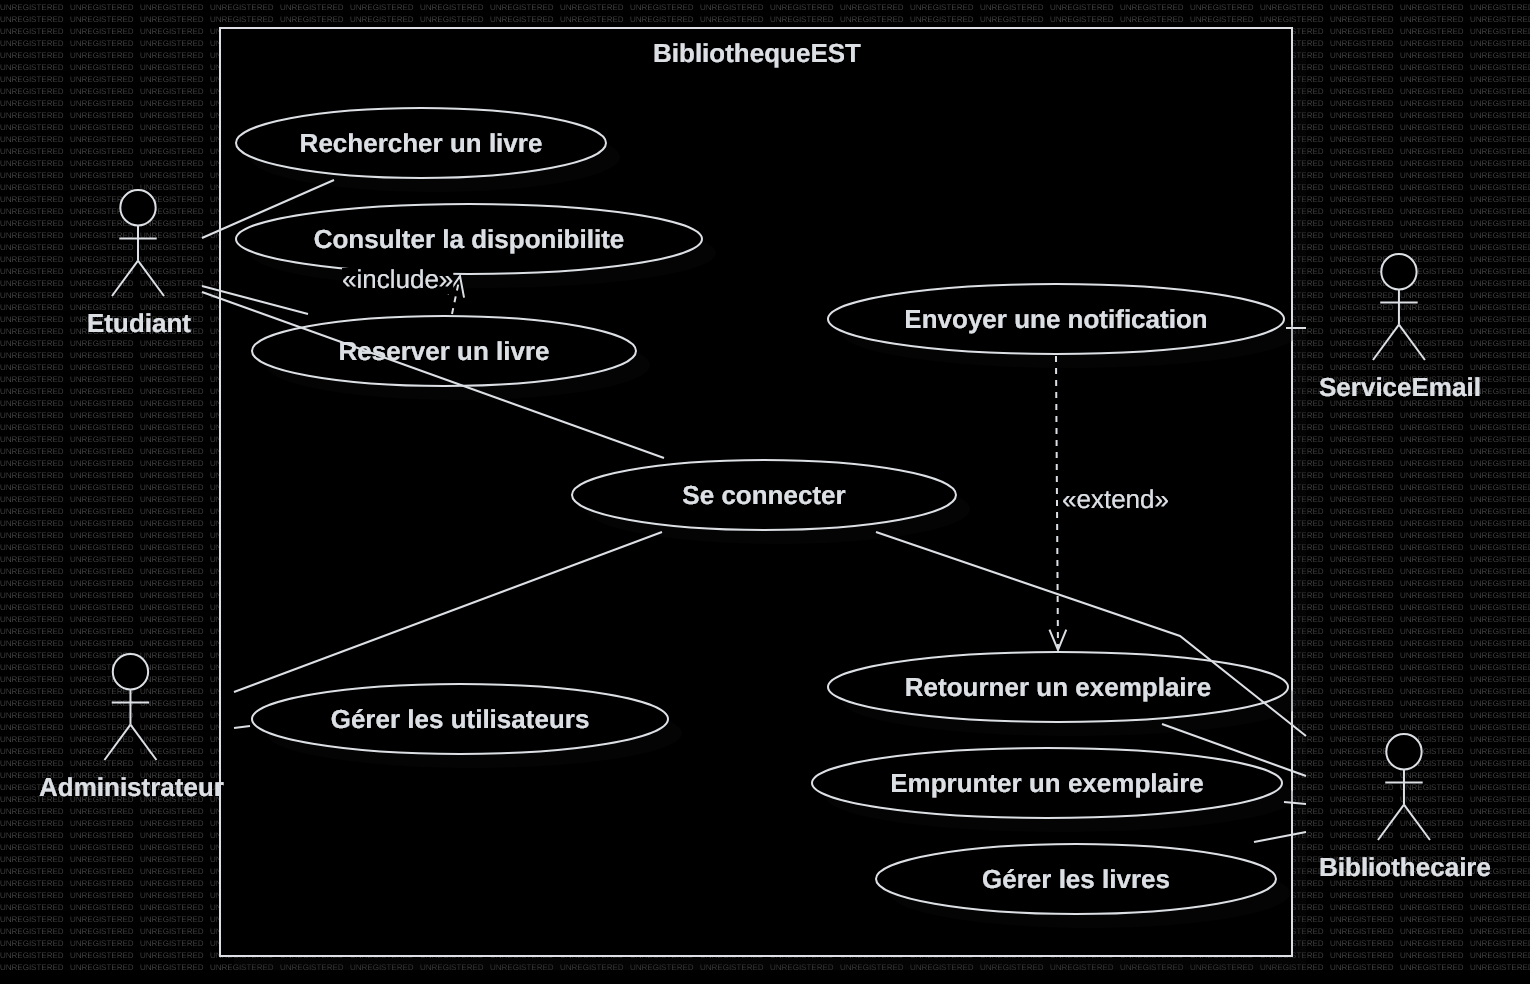 BibliothequeEST
Rechercher un livre
Consulter la disponibilite
«include»
Etudiant
Reserver un livre
Envoyer une notification
ServiceEmail
Se connecter
«extend»
Retourner un exemplaire
Gérer les utilisateurs
Administrateur
Emprunter un exemplaire
Bibliothecaire
Gérer les livres
UNREGISTERED